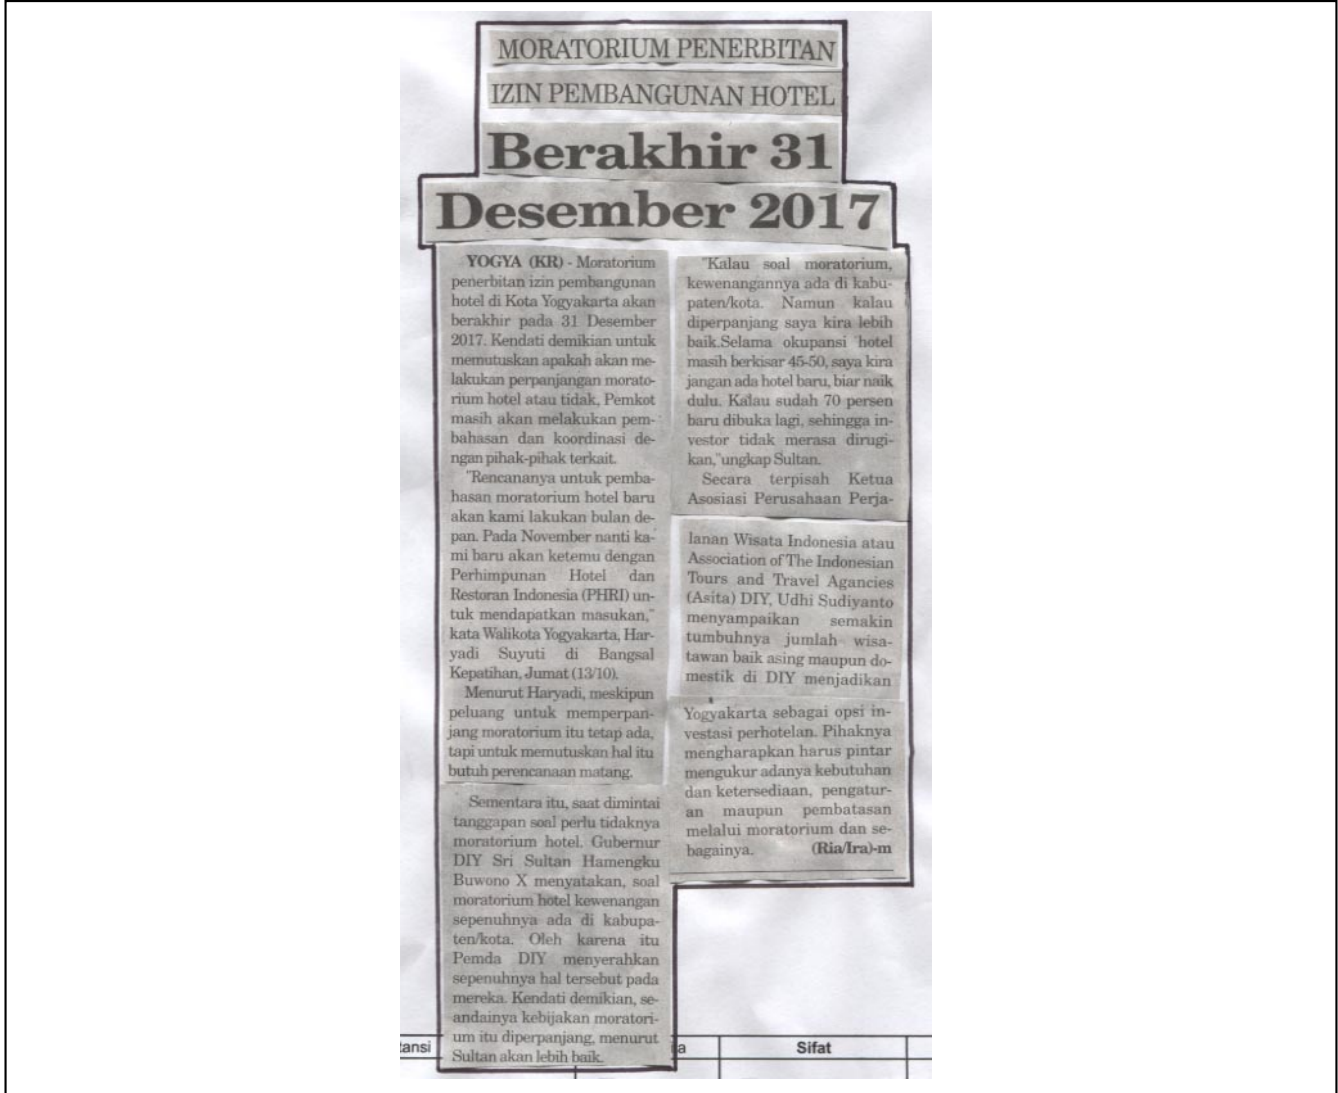 MORATORIUM PENERBITAN
IZIN PEMBANGUNAN HOTEL
Berakhir 31
Desember 2017
YOGYA (KR) - Moratorium
penerbitan izin pembangunan
hotel di Kota Yogyakarta akan
berakhir pada 31 Desember
2017. Kendati demikian untuk
memutuskan apakah akan me-
lakukan perpanjangan morato-
rium hotel atau tidak, Pemkot
masih akan melakukan pem-
bahasan dan koordinasi de-
ngan pihak-pihak terkait.
"Rencananya untuk pemba-
hasan moratorium hotel baru
akan kami lakukan bulan de-
pan. Pada November nanti ka-
mi baru akan ketemu dengan
Perhimpunan Hotel dan
Restoran Indonesia (PHRI) un-
tuk mendapatkan masukan,"
kata Walikota Yogyakarta, Har-
yadi Suyuti di Bangsal
Kepatihan, Jumat (13/10).
Menurut Haryadi, meskipun
peluang untuk memperpan-
jang moratorium itu tetap ada,
tapi untuk memutuskan hal itu
butuh perencanaan matang.
Sementara itu, saat dimintai
tanggapan soal perlu tidaknya
moratorium hotel. Gubernur
DIY Sri Sultan Hamengku
Buwono X menyatakan, soal
moratorium hotel kewenangan
sepenuhnya ada di kabupa-
ten/kota. Oleh karena itu
Pemda DIY menyerahkan
sepenuhnya hal tersebut pada
mereka. Kendati demikian, se-
andainya kebijakan moratori-
um itu diperpanjang, menurut
Sultan akan lebih baik.
"Kalau soal moratorium,
kewenangannya ada di kabu-
paten/kota. Namun kalau
diperpanjang saya kira lebih
baik.Selama okupansi hotel
masih berkisar 45-50, saya kira
jangan ada hotel baru, biar naik
dulu. Kalau sudah 70 persen
baru dibuka lagi, sehingga in-
vestor tidak merasa dirugi-
kan,"ungkap Sultan.
Secara terpisah Ketua
Asosiasi Perusahaan Perja-
lanan Wisata Indonesia atau
Association of The Indonesian
Tours and Travel Agancies
(Asita) DIY, Udhi Sudiyanto
menyampaikan semakin
tumbuhnya jumlah wisa-
tawan baik asing maupun do-
mestik di DIY menjadikan
Yogyakarta sebagai opsi in-
vestasi perhotelan. Pihaknya
mengharapkan harus pintar
mengukur adanya kebutuhan
dan ketersediaan, pengatur-
an maupun pembatasan
melalui moratorium dan se-
bagainya. (Ria/Ira)-m
tansi
Sifat